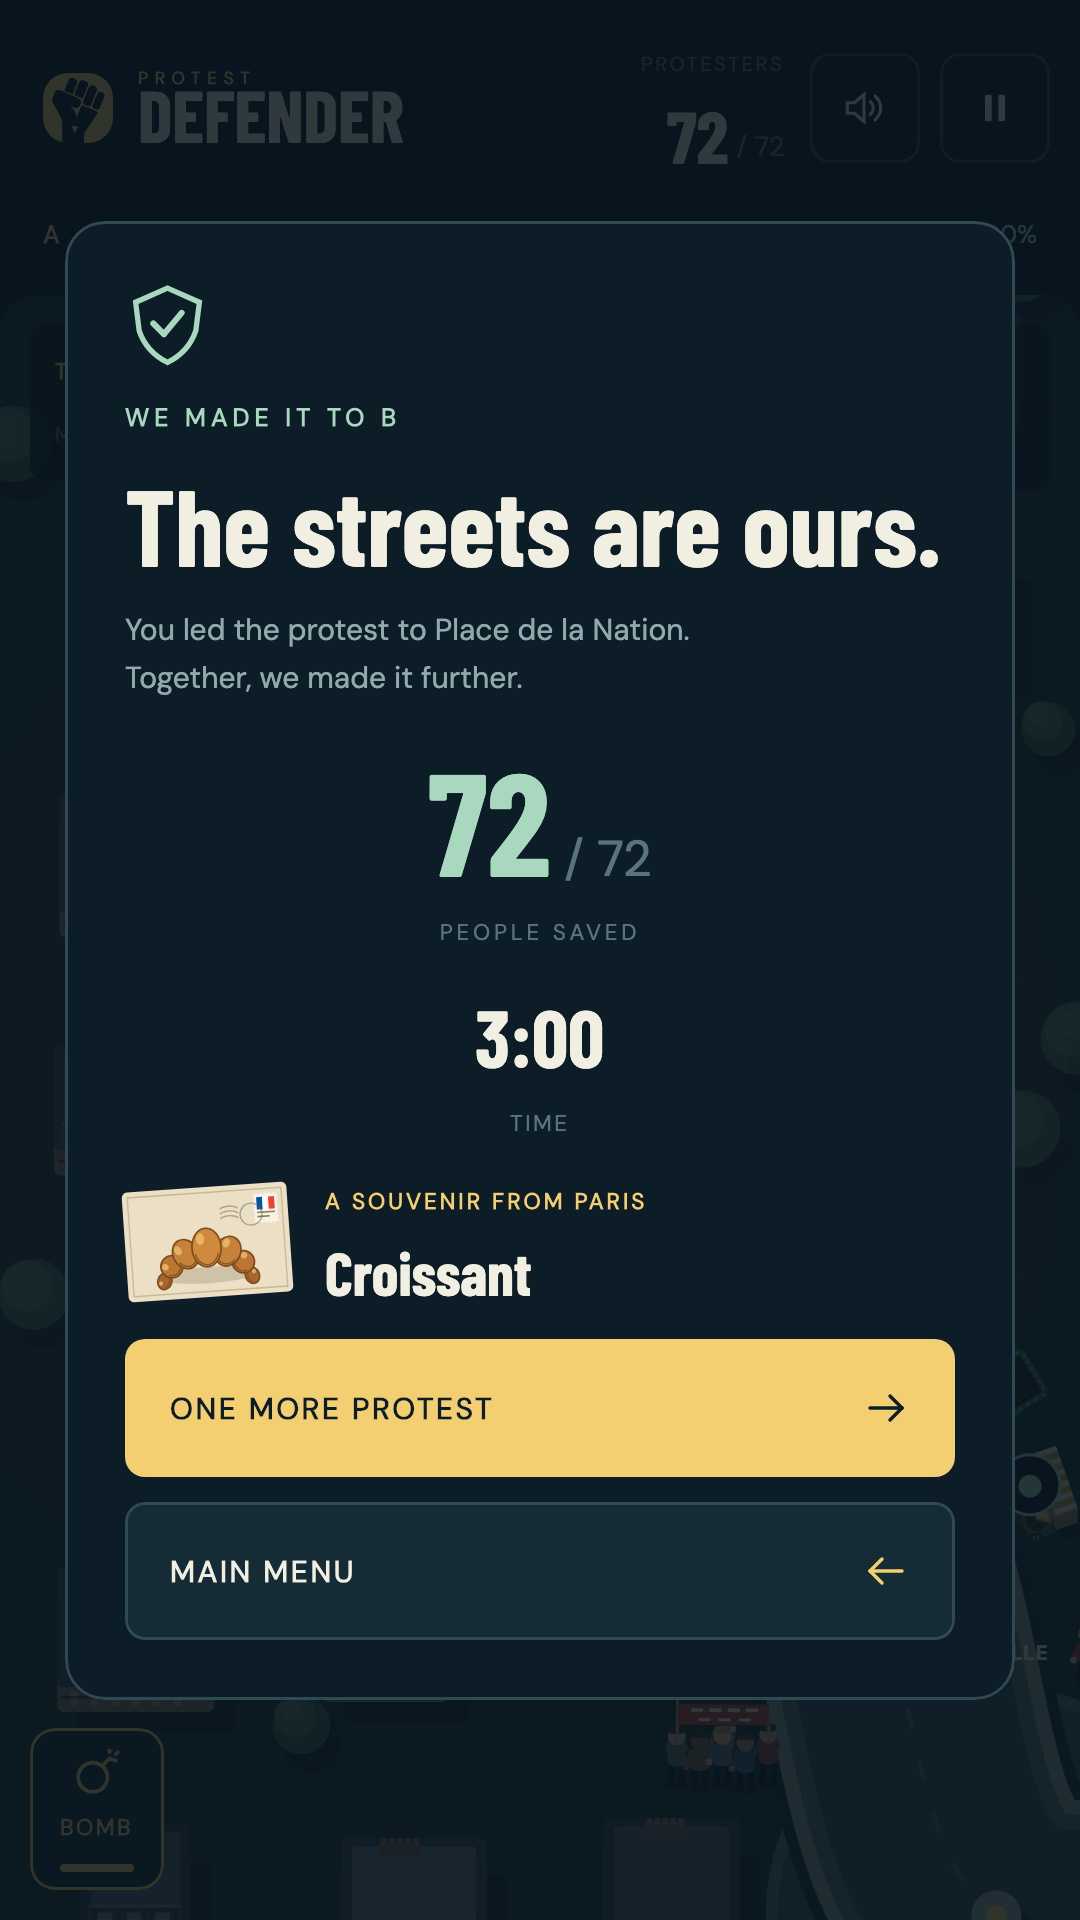 PROTEST
DEFENDER
PROTESTERS
72 / 72
A
0%
WE MADE IT TO B
The streets are ours.
You led the protest to Place de la Nation.
Together, we made it further.
72 / 72
PEOPLE SAVED
3:00
TIME
A SOUVENIR FROM PARIS
Croissant
ONE MORE PROTEST
MAIN MENU
LLE
BOMB